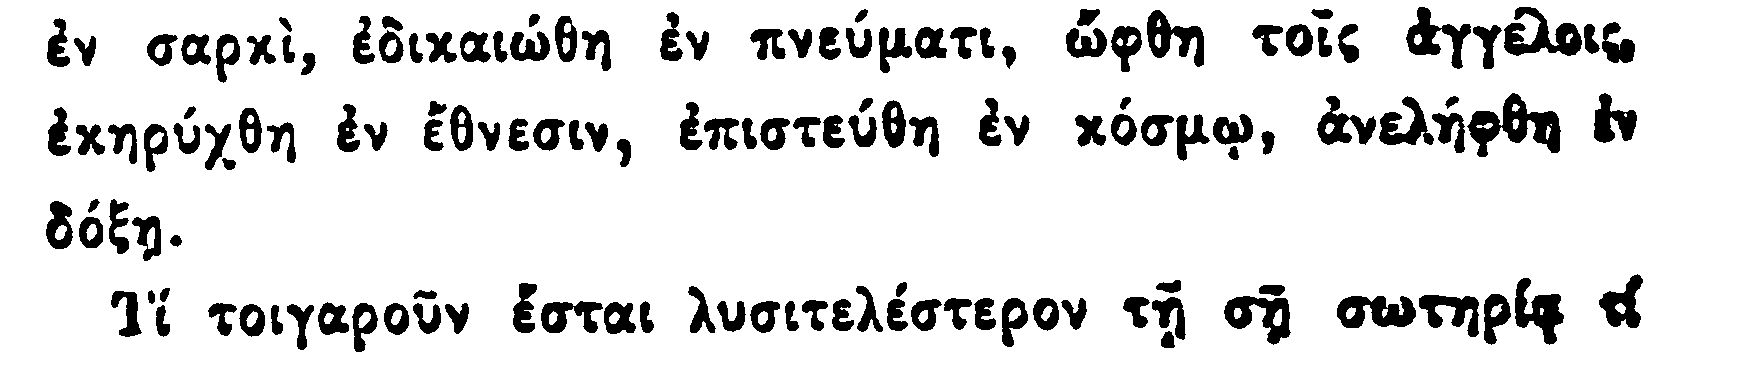 ἐν σαρκὶ, ἐδικαιώθη ἐν πνεύματι, ὤφθη τοῖς ἀγγέλοις,
ἐκηρύχθη ἐν ἔθνεσιν, ἐπιστεύθη ἐν κόσμῳ, ἀνελήφθη ἐν
δόξῃ.
Τί τοιγαροῦν ἔσται λυσιτελέστερον τῇ σῇ σωτηρίᾳ τί